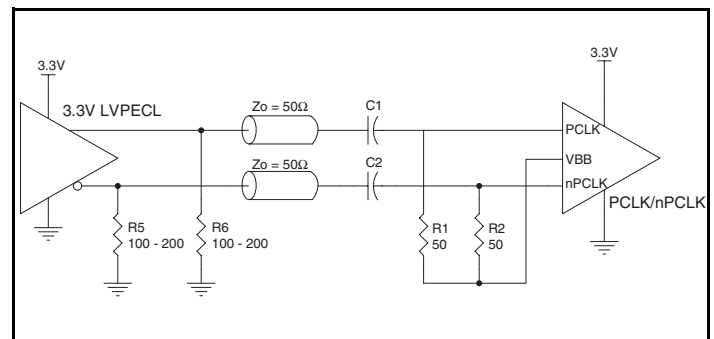 3.3V
3.3V
3.3V LVPECL
Zo = 50Ω
C1
PCLK
Zo = 50Ω
C2
VBB
nPCLK
PCLK/nPCLK
R5
100 - 200
R6
100 - 200
R1
50
R2
50